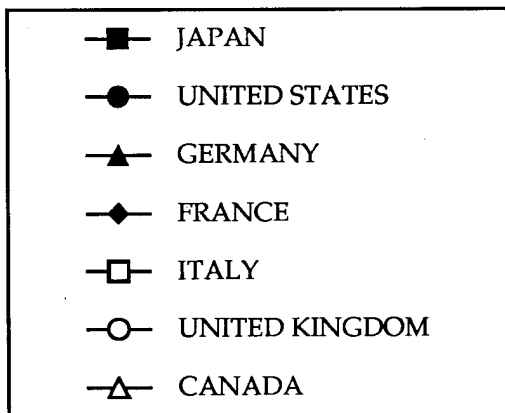 JAPAN
UNITED STATES
GERMANY
FRANCE
ITALY
UNITED KINGDOM
CANADA